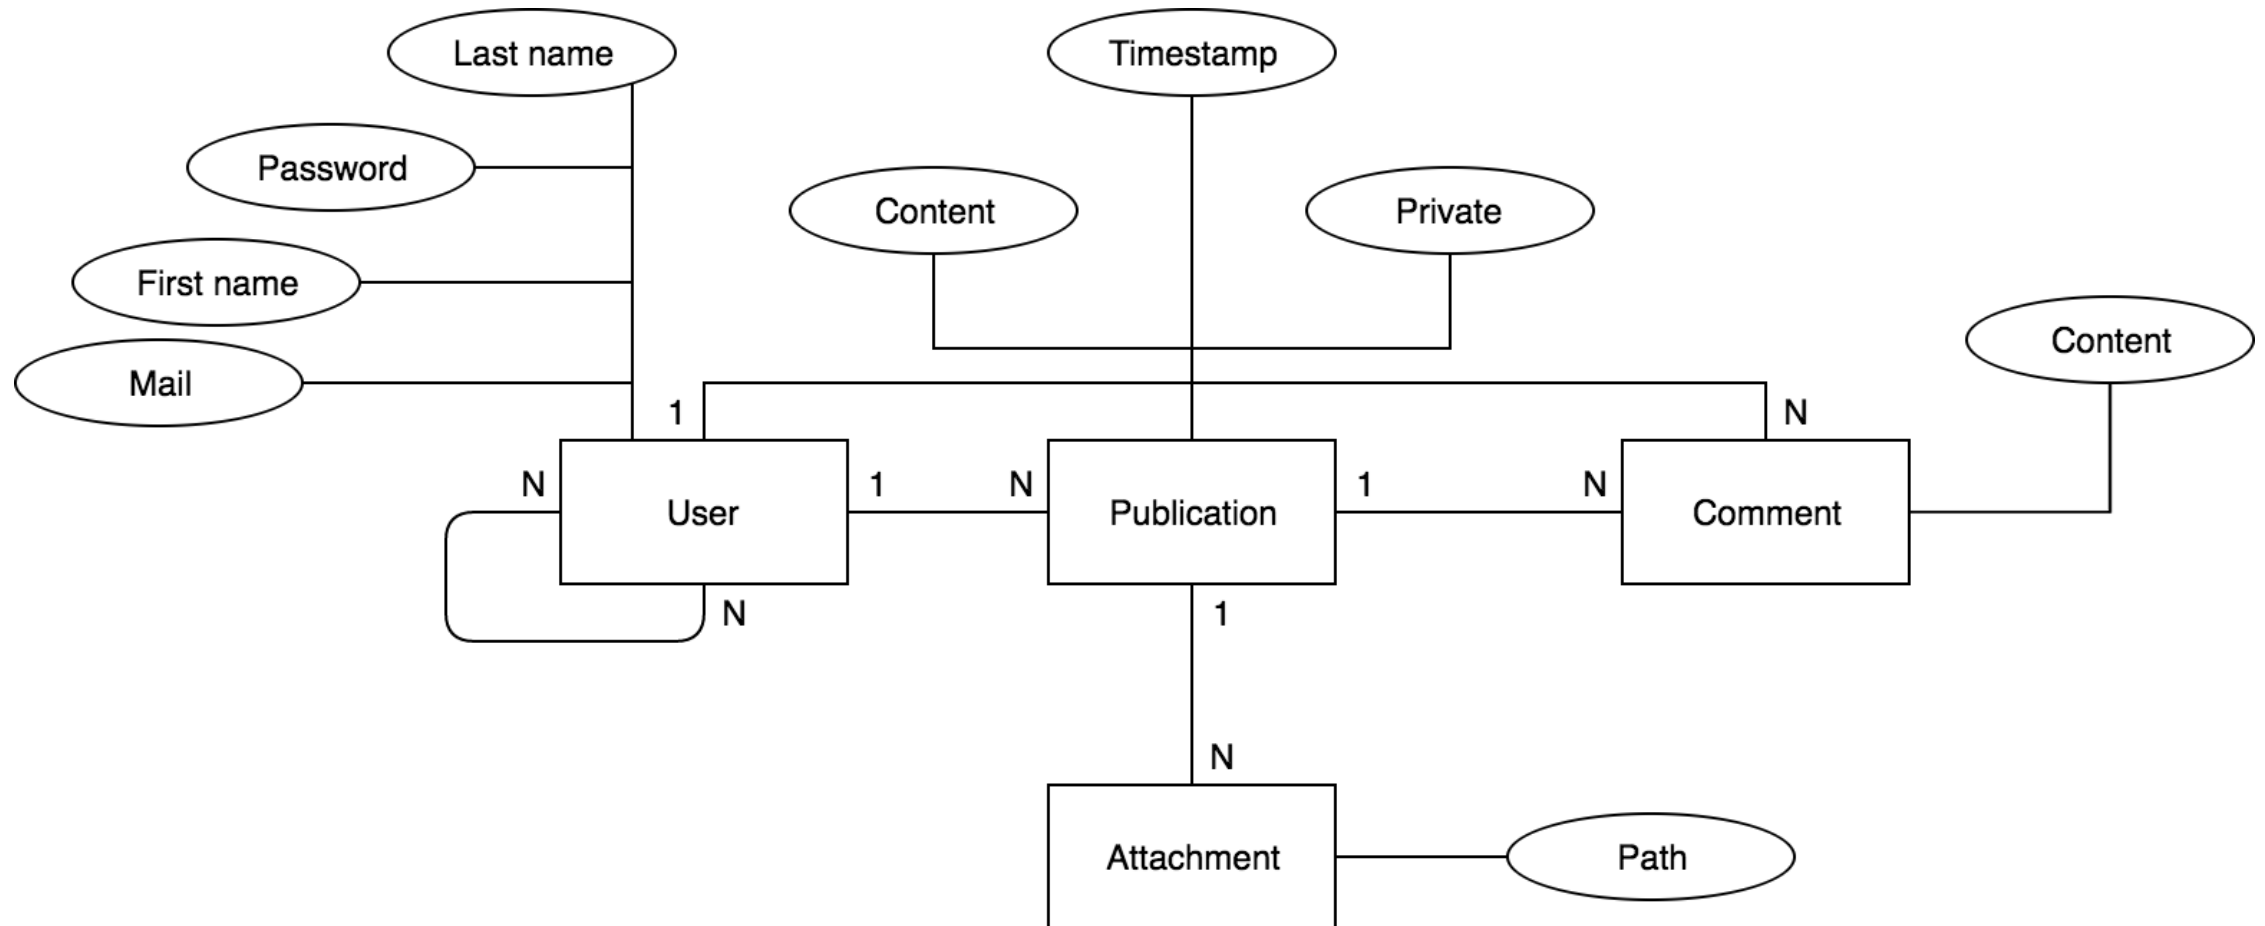 Last name
Timestamp
Password
Content
Private
First name
Content
Mail
1
N
N
1
N
1
N
User
Publication
Comment
N
1
N
Attachment
Path